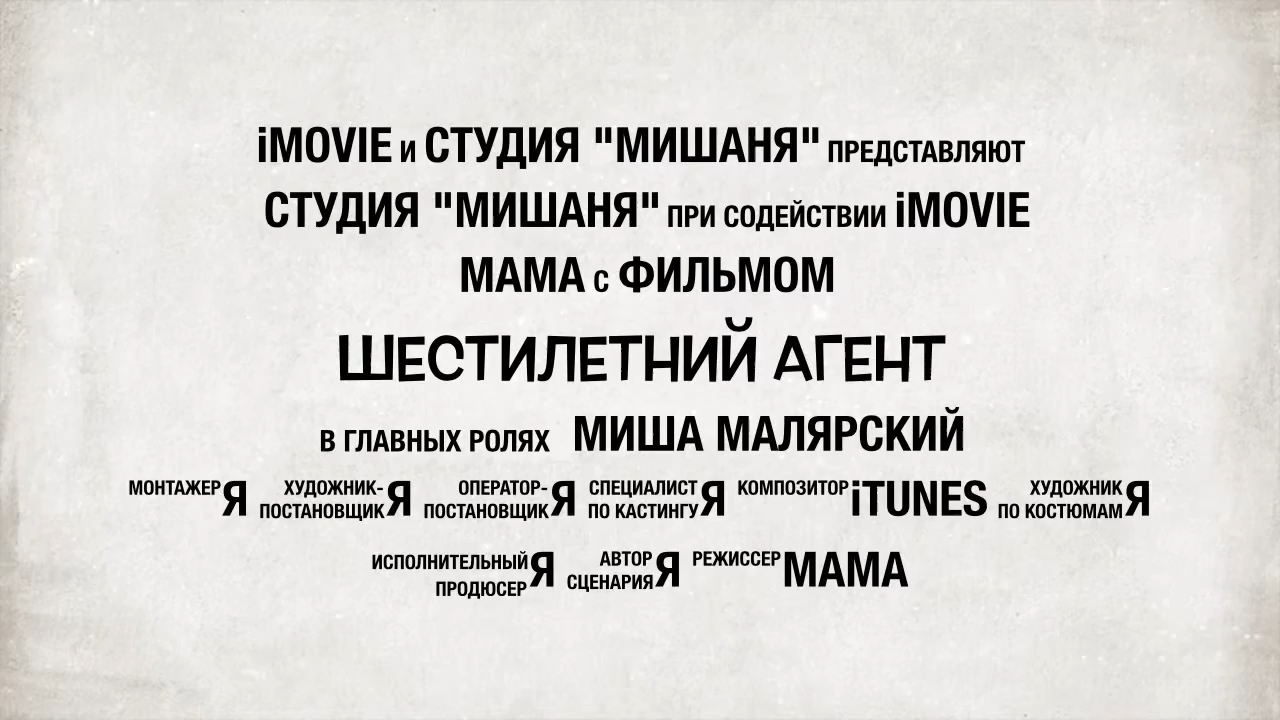 iMOVIE И СТУДИЯ "МИШАНЯ" ПРЕДСТАВЛЯЮТ
СТУДИЯ "МИШАНЯ" ПРИ СОДЕЙСТВИИ iMOVIE
МАМА С ФИЛЬМОМ
ШЕСТИЛЕТНИЙ АГЕНТ
В ГЛАВНЫХ РОЛЯХ МИША МАЛЯРСКИЙ
МОНТАЖЕР Я ХУДОЖНИК-ПОСТАНОВЩИК Я ОПЕРАТОР-ПОСТАНОВЩИК Я СПЕЦИАЛИСТ ПО КАСТИНГУ Я КОМПОЗИТОР iTUNES ХУДОЖНИК ПО КОСТЮМАМ Я
ИСПОЛНИТЕЛЬНЫЙ ПРОДЮСЕР Я АВТОР СЦЕНАРИЯ Я РЕЖИССЕР МАМА